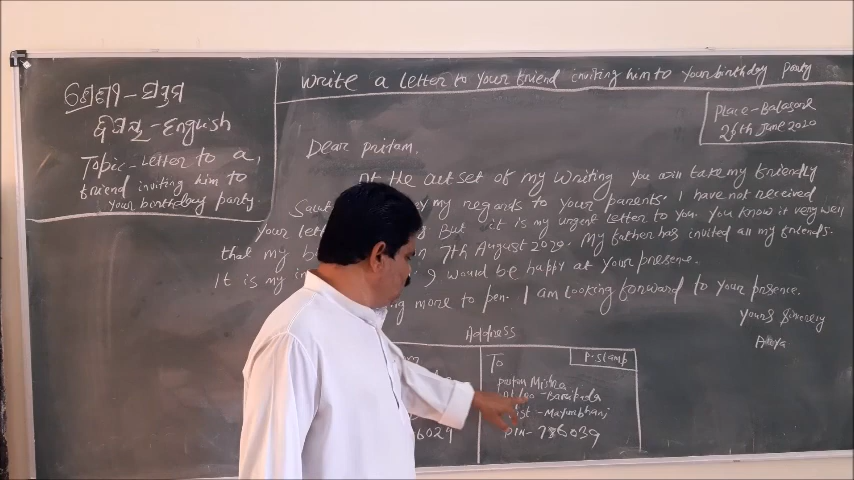 ଶ୍ରେଣୀ - ସପ୍ତମ
ବିଷୟ - English
Topic - Letter to a
friend inviting him to
your birthday party
Write a letter to your friend inviting him to your birthday party
Place - Balasore
26th June 2020
Dear pritam.
At the outset of my writing you will take my friendly
my regards to your parents. I have not received
your But it is my urgent letter to you. You know it very well
that my 7th August 2020. My father has invited all my friends.
It is my I would be happy at your presence.
more to pen. I am looking forward to your presence.
Yours Sincerely
Address
To
P. Stamp
pritam Mishra
- Baripada
Dist - Mayurbhanj
PIN - 786039